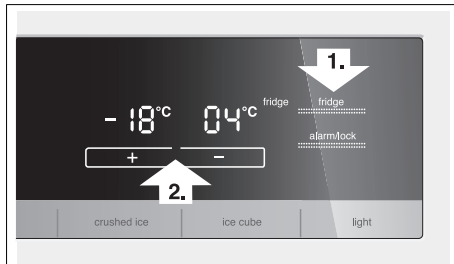 1.
-18°C 04°C fridge fridge
alarm/lock
+ −
2.
crushed ice ice cube light